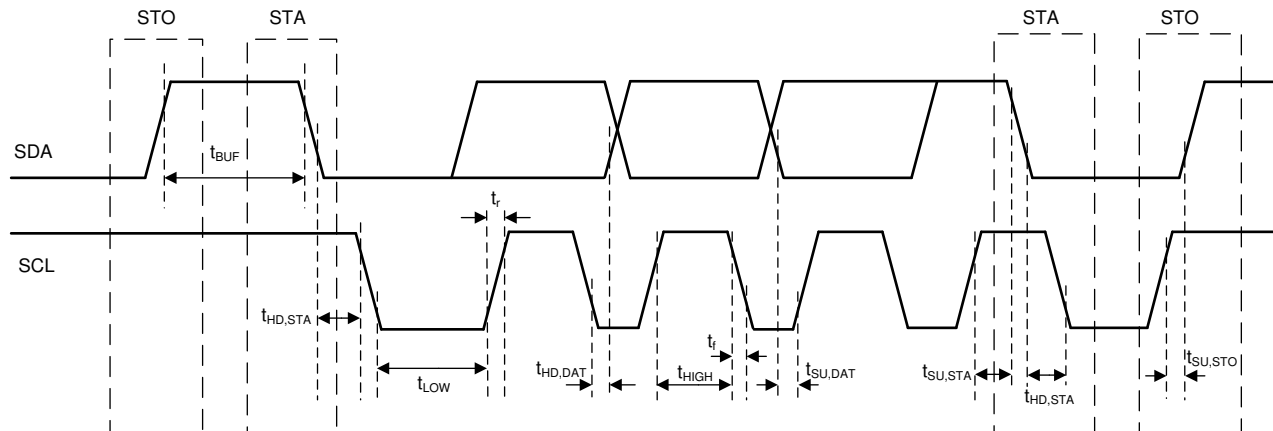 STO
STA
STA
STO
SDA
tBUF
tr
SCL
tHD,STA
tLOW
tHD,DAT
tHIGH
tf
tSU,DAT
tSU,STA
tHD,STA
tSU,STO